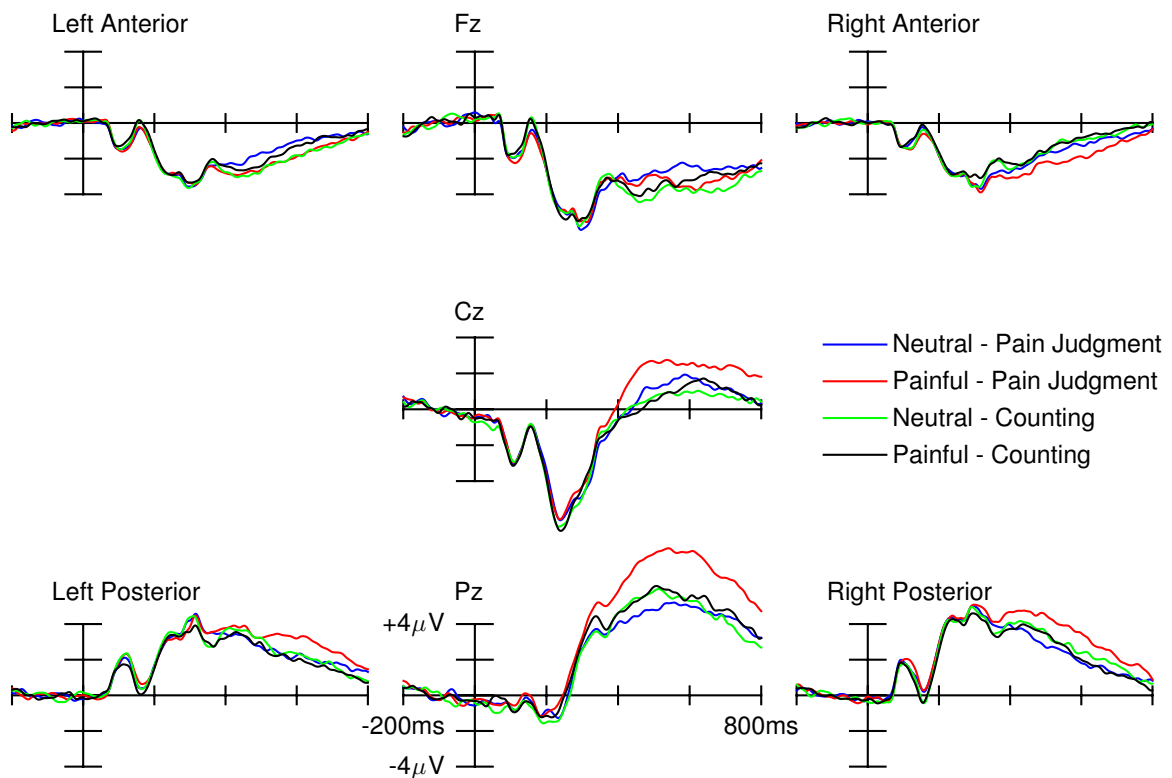 Left Anterior
Fz
Right Anterior
Cz
Neutral - Pain Judgment
Painful - Pain Judgment
Neutral - Counting
Painful - Counting
Left Posterior
Pz
Right Posterior
+4μV
-200ms
800ms
-4μV